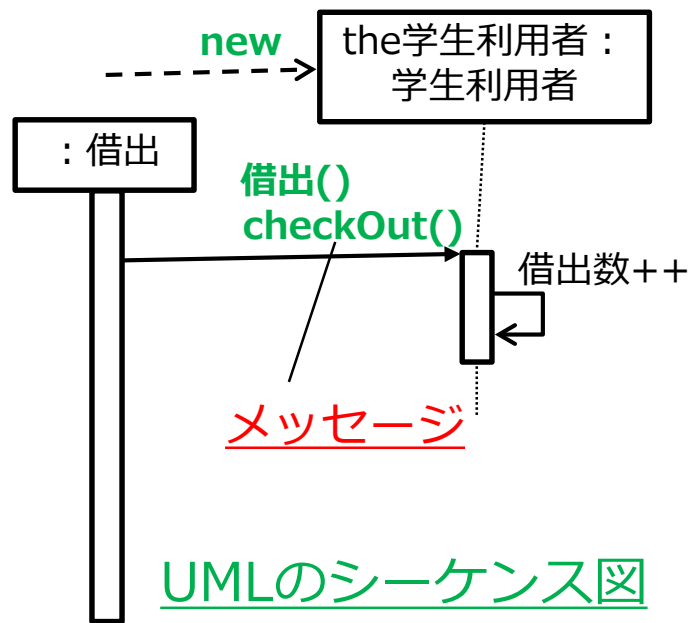 new
the学生利用者：
学生利用者
：借出
借出()
checkOut()
借出数++
メッセージ
UMLのシーケンス図